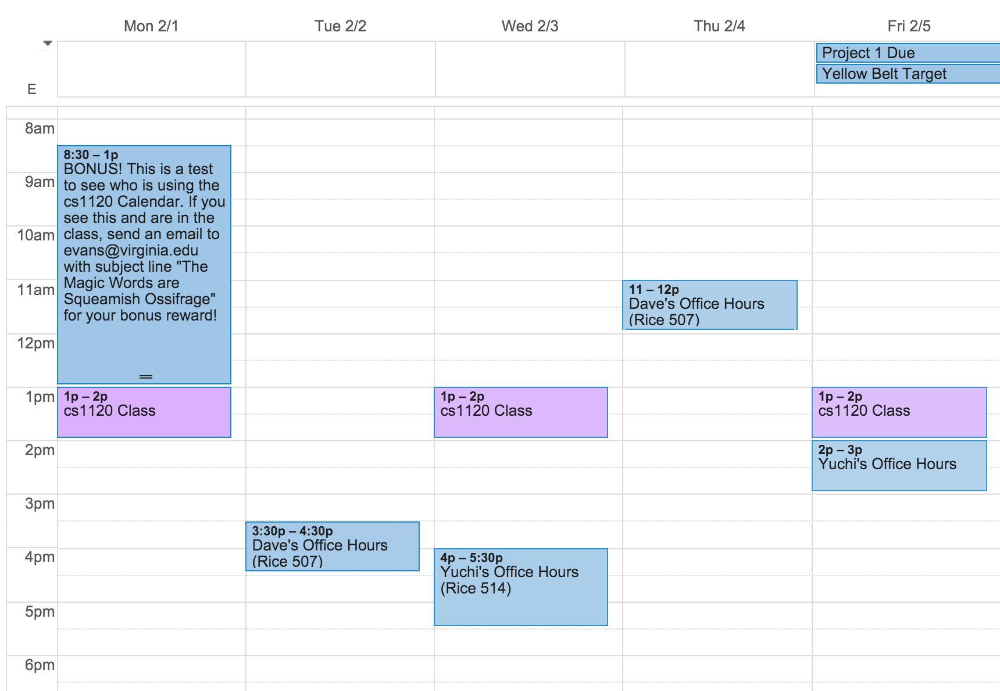 Mon 2/1
Tue 2/2
Wed 2/3
Thu 2/4
Fri 2/5
Project 1 Due
Yellow Belt Target
E
8am
9am
10am
11am
12pm
1pm
2pm
3pm
4pm
5pm
6pm
8:30 – 1p
BONUS! This is a test
to see who is using the
cs1120 Calendar. If you
see this and are in the
class, send an email to
evans@virginia.edu
with subject line "The
Magic Words are
Squeamish Ossifrage"
for your bonus reward!
1p – 2p
cs1120 Class
3:30p – 4:30p
Dave's Office Hours
(Rice 507)
1p – 2p
cs1120 Class
4p – 5:30p
Yuchi's Office Hours
(Rice 514)
11 – 12p
Dave's Office Hours
(Rice 507)
1p – 2p
cs1120 Class
2p – 3p
Yuchi's Office Hours